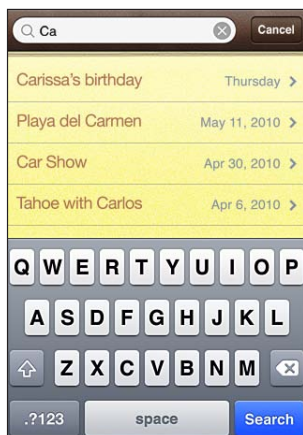 Ca Cancel
Carissa's birthday Thursday
Playa del Carmen May 11, 2010
Car Show Apr 30, 2010
Tahoe with Carlos Apr 6, 2010
Q W E R T Y U I O P
A S D F G H J K L
Z X C V B N M
.?123 space Search